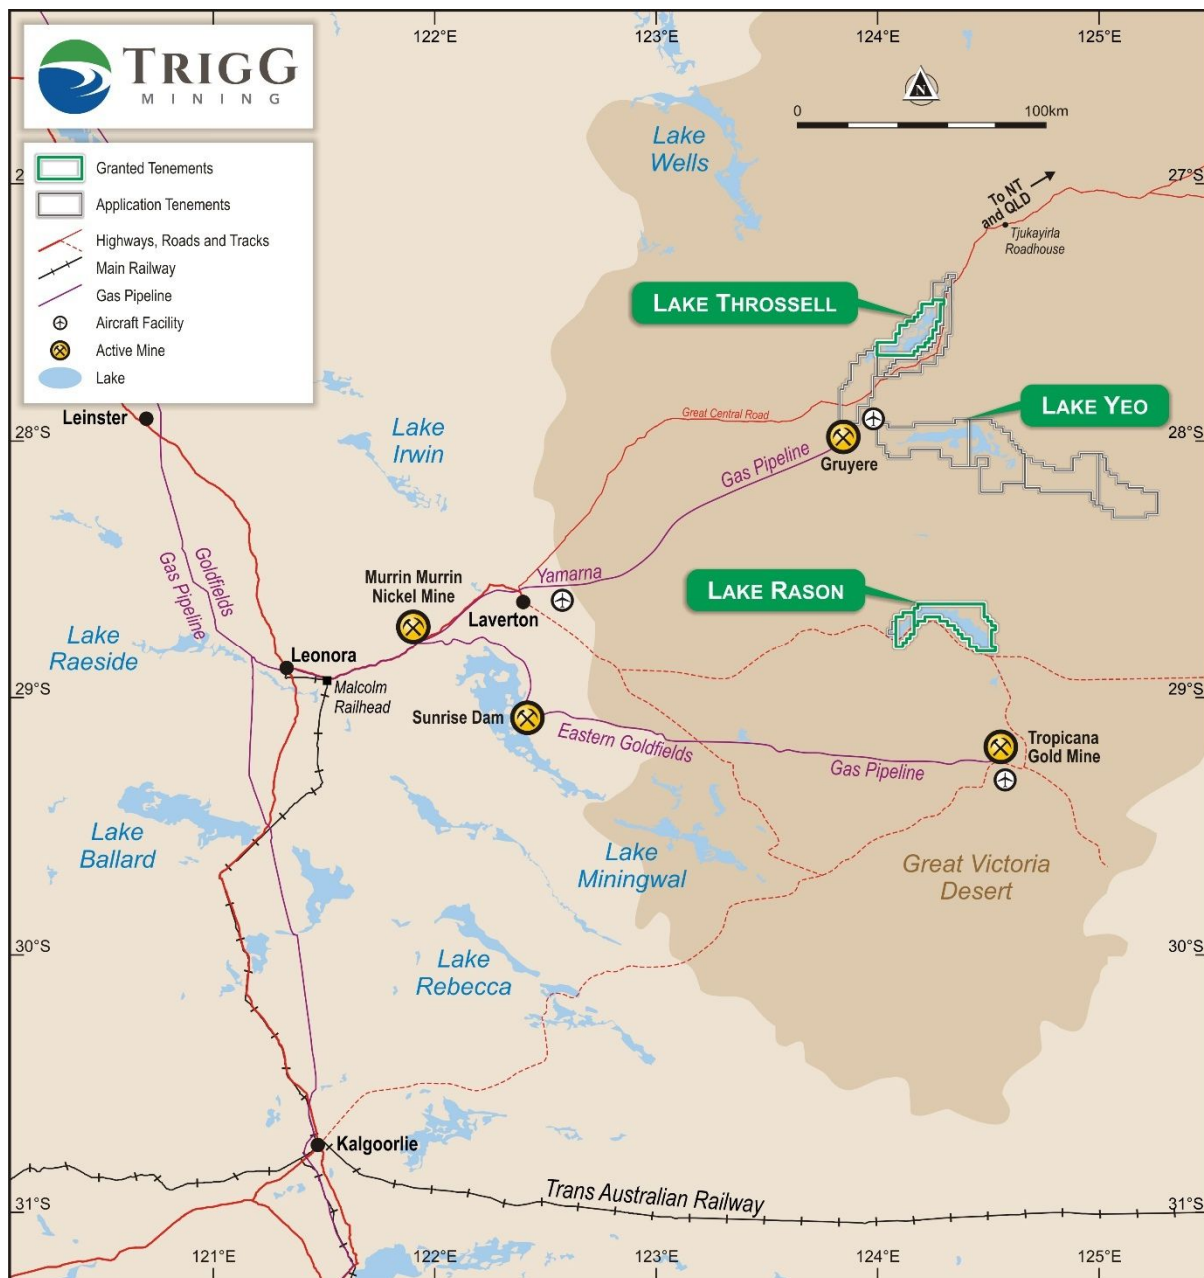 121°E
122°E
123°E
124°E
125°E
TRIGG
MINING
N
0
100km
Granted Tenements
Application Tenements
Highways, Roads and Tracks
Main Railway
Gas Pipeline
Aircraft Facility
Active Mine
Lake
Lake
Wells
27°S
To NT
and QLD
Tjukayirla
Roadhouse
LAKE THROSSELL
LAKE YEO
Leinster
Great Central Road
Lake
Irwin
28°S
28°S
Gas Pipeline
Gruyere
Goldfields
Gas Pipeline
Murrin Murrin
Nickel Mine
Yamarna
Laverton
LAKE RASON
Lake
Raeside
Leonora
Malcolm
Railhead
29°S
29°S
Sunrise Dam
Eastern Goldfields
Gas Pipeline
Tropicana
Gold Mine
Lake
Ballard
Lake
Miningwal
Great Victoria
Desert
30°S
30°S
Lake
Rebecca
Kalgoorlie
Trans Australian Railway
31°S
31°S
121°E
122°E
123°E
124°E
125°E